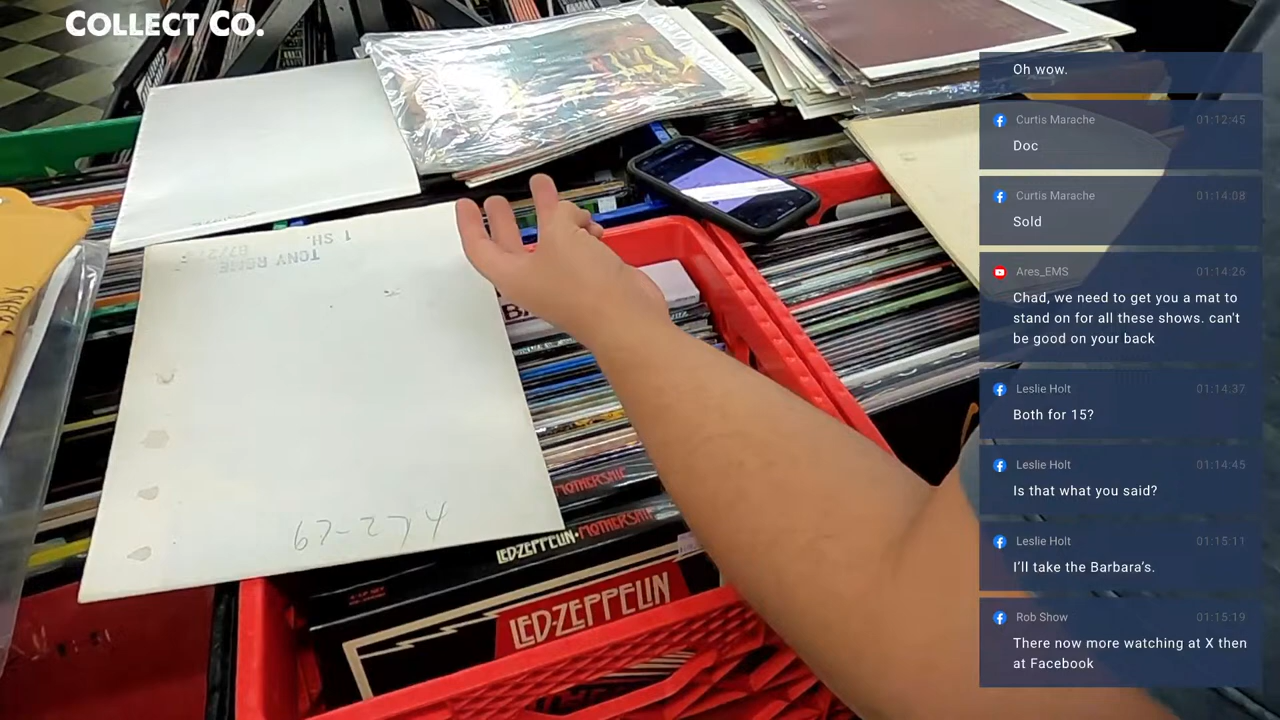 COLLECT CO.
Oh wow.
Curtis Marache 01:12:45
Doc
Curtis Marache 01:14:08
Sold
Ares_EMS 01:14:26
Chad, we need to get you a mat to
stand on for all these shows. can't
be good on your back
Leslie Holt 01:14:37
Both for 15?
Leslie Holt 01:14:45
Is that what you said?
Leslie Holt 01:15:11
I'll take the Barbara's.
Rob Show 01:15:19
There now more watching at X then
at Facebook
1 SH.
TONY ROME
67-274
MOTHERSHIP
LED ZEPPELIN·MOTHERSHIP
LED·ZEPPELIN